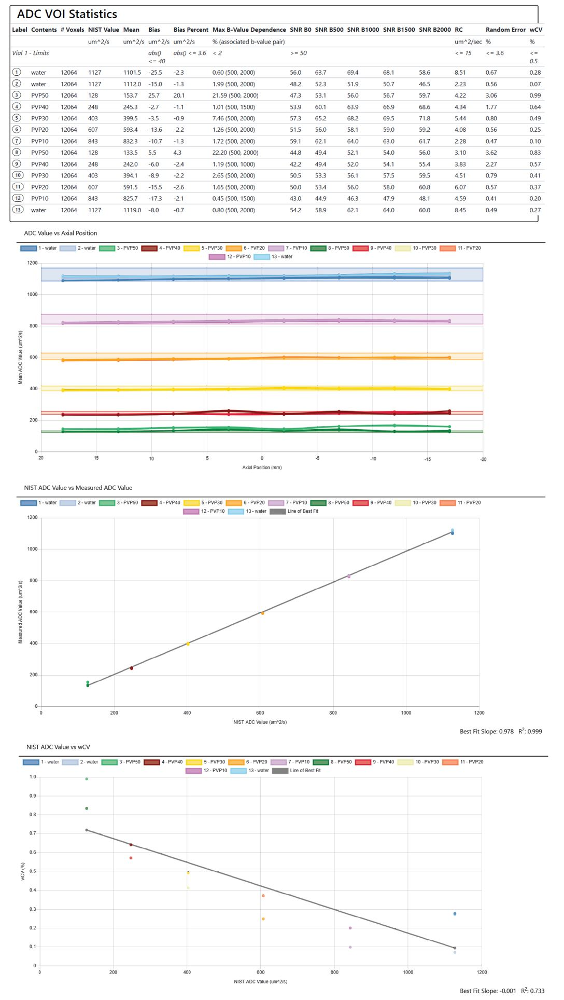 ADC VOI Statistics
Label Contents # Voxels NIST Value Mean Bias Bias Percent Max B-Value Dependence SNR B0 SNR B500 SNR B1000 SNR B1500 SNR B2000 RC Random Error wCV
um^2/s um^2/s um^2/s um^2/s % (associated b-value pair) um^2/sec % %
Vial 1 - Limits abs() <= 40 abs() <= 3.6 < 2 >= 50 <= 15 <= 3.6 <= 0.5
1 water 12064 1127 1101.5 -25.5 -2.3 0.60 (500, 2000) 56.0 63.7 69.4 68.1 58.6 8.51 0.67 0.28
2 water 12064 1127 1112.0 -15.0 -1.3 1.99 (500, 2000) 48.2 52.3 51.9 50.7 46.5 2.23 0.56 0.07
3 PVP50 12064 128 153.7 25.7 20.1 21.59 (500, 2000) 47.3 53.1 56.0 56.7 59.7 4.22 3.06 0.99
4 PVP40 12064 248 245.3 -2.7 -1.1 1.01 (500, 1500) 53.9 60.1 63.9 66.9 68.6 4.34 1.77 0.64
5 PVP30 12064 403 399.5 -3.5 -0.9 7.46 (500, 2000) 57.3 65.2 68.2 69.5 71.8 5.44 0.80 0.49
6 PVP20 12064 607 593.4 -13.6 -2.2 1.26 (500, 2000) 51.5 56.0 58.1 59.0 59.2 4.08 0.56 0.25
7 PVP10 12064 843 832.3 -10.7 -1.3 1.72 (500, 2000) 59.1 62.1 64.0 63.0 61.7 2.28 0.47 0.10
8 PVP50 12064 128 133.5 5.5 4.3 22.20 (500, 2000) 44.8 49.4 52.1 54.0 56.0 3.10 3.62 0.83
9 PVP40 12064 248 242.0 -6.0 -2.4 1.19 (500, 1000) 42.2 49.4 52.0 54.1 55.4 3.83 2.27 0.57
10 PVP30 12064 403 394.1 -8.9 -2.2 2.65 (500, 2000) 50.5 53.3 56.1 57.5 59.5 4.51 0.79 0.41
11 PVP20 12064 607 591.5 -15.5 -2.6 1.65 (500, 2000) 50.0 53.4 56.0 58.0 60.8 6.07 0.57 0.37
12 PVP10 12064 843 825.7 -17.3 -2.1 0.45 (500, 1500) 43.0 44.9 46.3 47.9 48.1 4.59 0.41 0.20
13 water 12064 1127 1119.0 -8.0 -0.7 0.80 (500, 2000) 54.2 58.9 62.1 64.0 60.0 8.45 0.49 0.27
ADC Value vs Axial Position
1 - water 2 - water 3 - PVP50 4 - PVP40 5 - PVP30 6 - PVP20 7 - PVP10 8 - PVP50 9 - PVP40 10 - PVP30 11 - PVP20
12 - PVP10 13 - water
1200
1000
800
600
400
200
0
Mean ADC Value (um^2/s)
20 15 10 5 0 -5 -10 -15 -20
Axial Position (mm)
NIST ADC Value vs Measured ADC Value
1 - water 2 - water 3 - PVP50 4 - PVP40 5 - PVP30 6 - PVP20 7 - PVP10 8 - PVP50 9 - PVP40 10 - PVP30 11 - PVP20
12 - PVP10 13 - water Line of Best Fit
1200
1000
800
600
400
200
0
Measured ADC Value (um^2/s)
0 200 400 600 800 1000 1200
NIST ADC Value (um^2/s)
Best Fit Slope: 0.978 R²: 0.999
NIST ADC Value vs wCV
1 - water 2 - water 3 - PVP50 4 - PVP40 5 - PVP30 6 - PVP20 7 - PVP10 8 - PVP50 9 - PVP40 10 - PVP30 11 - PVP20
12 - PVP10 13 - water Line of Best Fit
1.0
0.9
0.8
0.7
0.6
0.5
0.4
0.3
0.2
0.1
0
wCV (%)
0 200 400 600 800 1000 1200
NIST ADC Value (um^2/s)
Best Fit Slope: -0.001 R²: 0.733